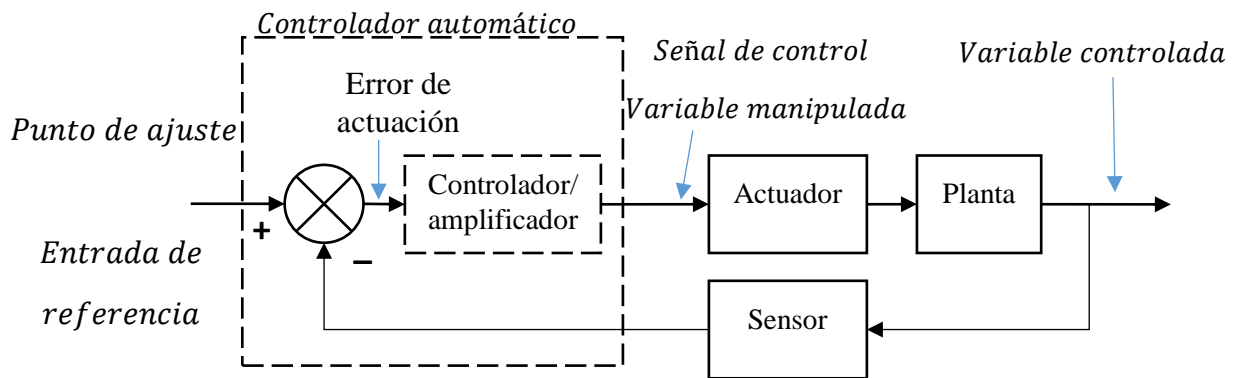 Controlador automático
Señal de control
Variable manipulada
Variable controlada
Punto de ajuste
Error de
actuación
Controlador/
amplificador
Actuador
Planta
+
−
Entrada de
referencia
Sensor